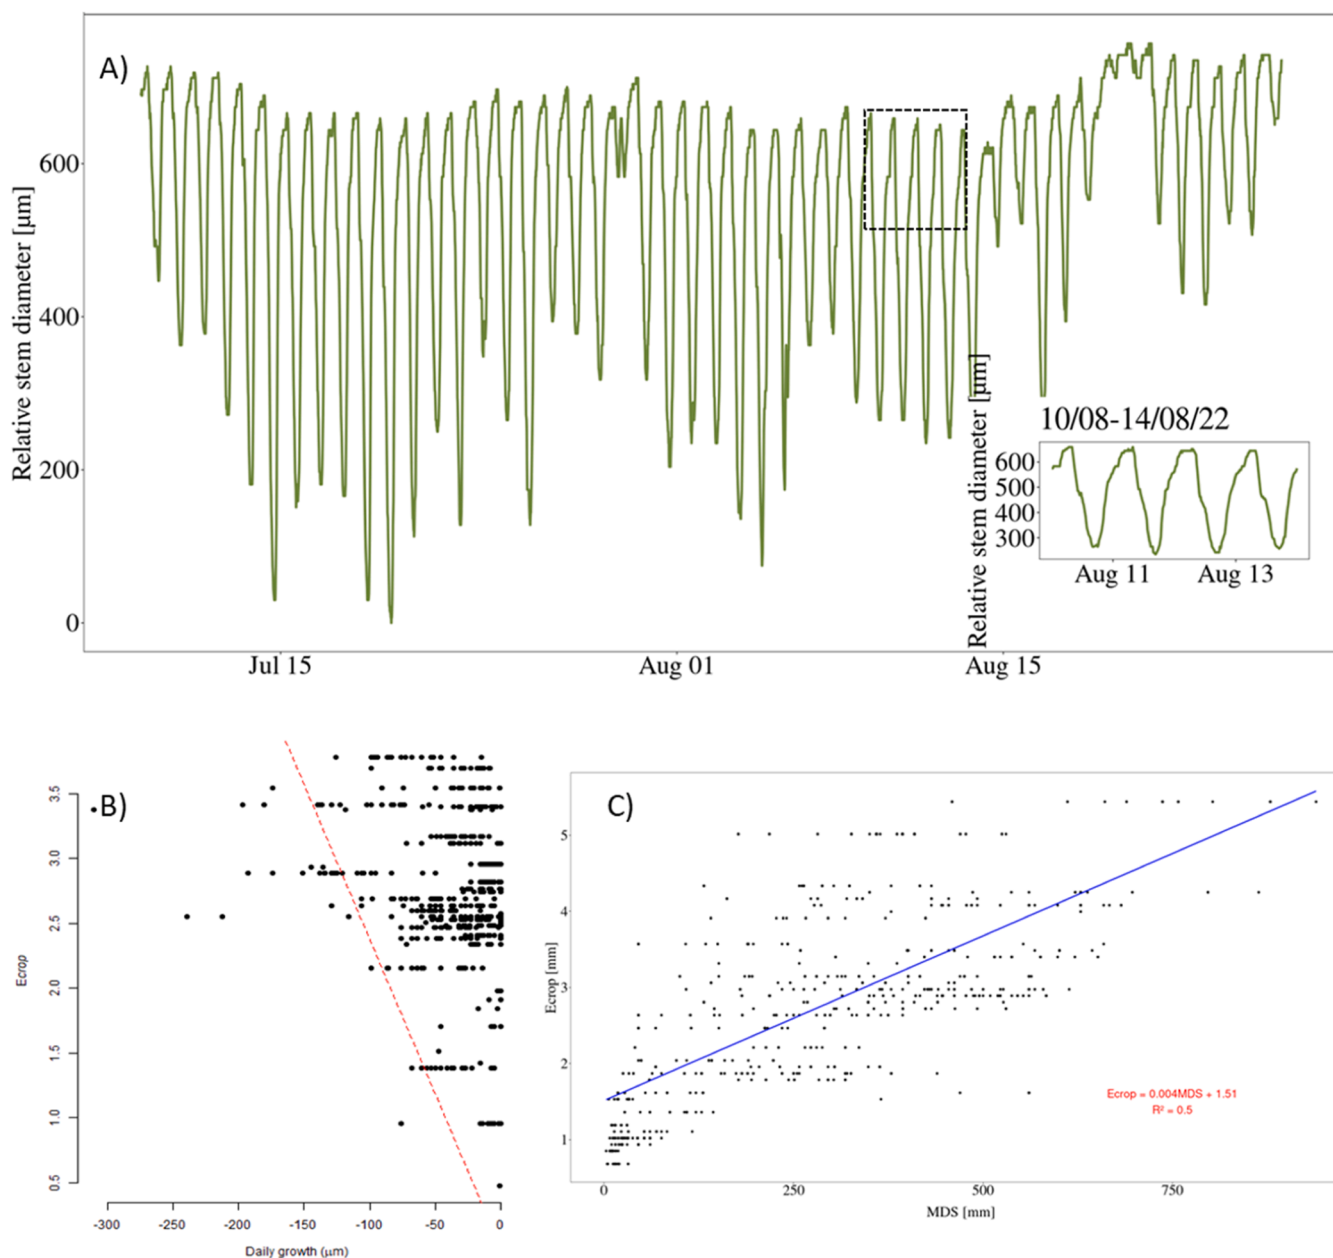 A)
Relative stem diameter [µm]
600
400
200
0
Jul 15
Aug 01
Aug 15
10/08-14/08/22
Relative stem diameter [µm]
600
500
400
300
Aug 11
Aug 13
B)
Ecrop
3.5
3.0
2.5
2.0
1.5
1.0
0.5
-300
-250
-200
-150
-100
-50
0
Daily growth (µm)
C)
Ecrop [mm]
5
4
3
2
1
Ecrop = 0.004MDS + 1.51
R² = 0.5
0
250
500
750
MDS [mm]